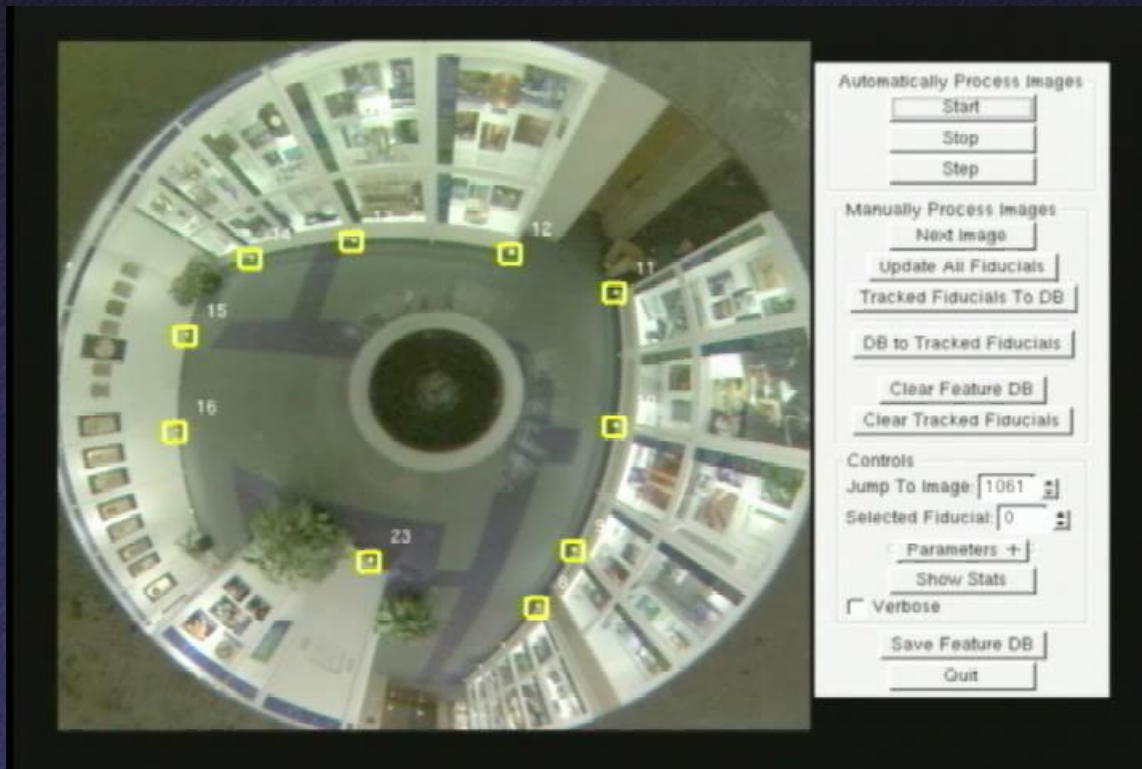 12
11
15
16
23
Automatically Process Images
Start
Stop
Step
Manually Process Images
Next Image
Update All Fiducials
Tracked Fiducials To DB
DB to Tracked Fiducials
Clear Feature DB
Clear Tracked Fiducials
Controls
Jump To Image: 1061
Selected Fiducial: 0
Parameters +
Show Stats
Verbose
Save Feature DB
Quit